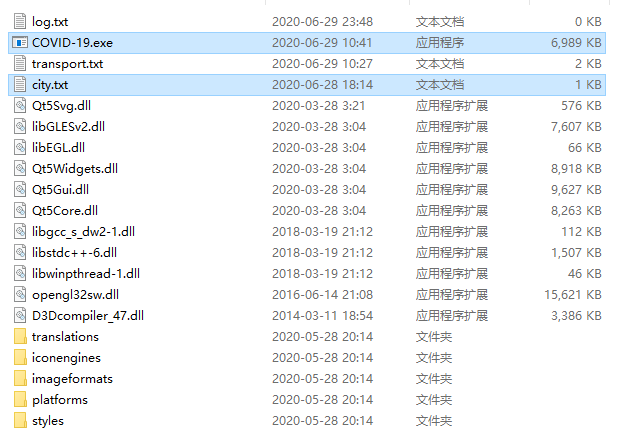 log.txt 2020-06-29 23:48 文本文档 0 KB
COVID-19.exe 2020-06-29 10:41 应用程序 6,989 KB
transport.txt 2020-06-29 10:27 文本文档 2 KB
city.txt 2020-06-28 18:14 文本文档 1 KB
Qt5Svg.dll 2020-03-28 3:21 应用程序扩展 576 KB
libGLESv2.dll 2020-03-28 3:04 应用程序扩展 7,607 KB
libEGL.dll 2020-03-28 3:04 应用程序扩展 66 KB
Qt5Widgets.dll 2020-03-28 3:04 应用程序扩展 8,918 KB
Qt5Gui.dll 2020-03-28 3:04 应用程序扩展 9,627 KB
Qt5Core.dll 2020-03-28 3:04 应用程序扩展 8,263 KB
libgcc_s_dw2-1.dll 2018-03-19 21:12 应用程序扩展 112 KB
libstdc++-6.dll 2018-03-19 21:12 应用程序扩展 1,507 KB
libwinpthread-1.dll 2018-03-19 21:12 应用程序扩展 46 KB
opengl32sw.dll 2016-06-14 21:08 应用程序扩展 15,621 KB
D3Dcompiler_47.dll 2014-03-11 18:54 应用程序扩展 3,386 KB
translations 2020-05-28 20:14 文件夹
iconengines 2020-05-28 20:14 文件夹
imageformats 2020-05-28 20:14 文件夹
platforms 2020-05-28 20:14 文件夹
styles 2020-05-28 20:14 文件夹